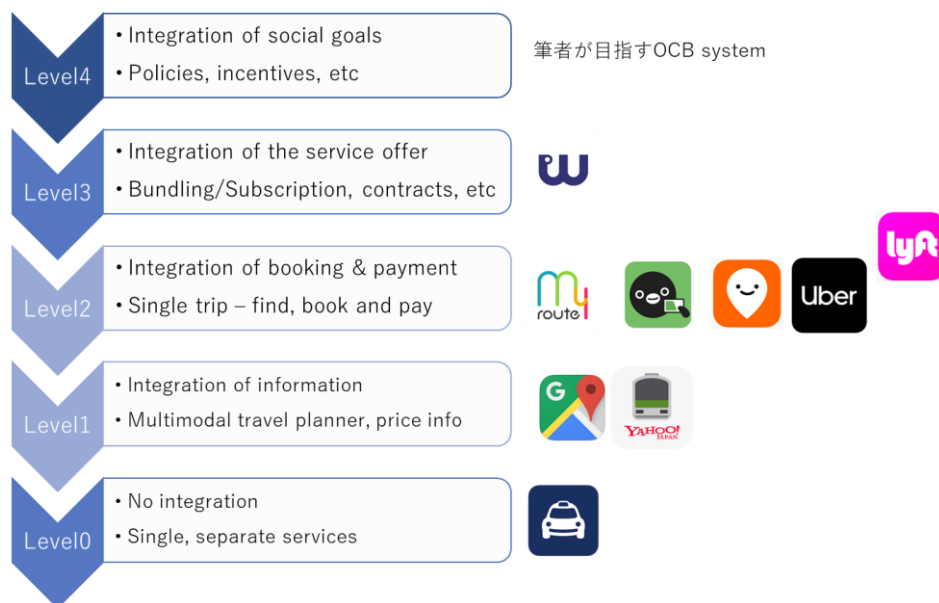 Level4
• Integration of social goals
• Policies, incentives, etc
筆者が目指すOCB system
Level3
• Integration of the service offer
• Bundling/Subscription, contracts, etc
Level2
• Integration of booking & payment
• Single trip – find, book and pay
my
route
Uber
lyft
Level1
• Integration of information
• Multimodal travel planner, price info
G
YAHOO!
JAPAN
Level0
• No integration
• Single, separate services